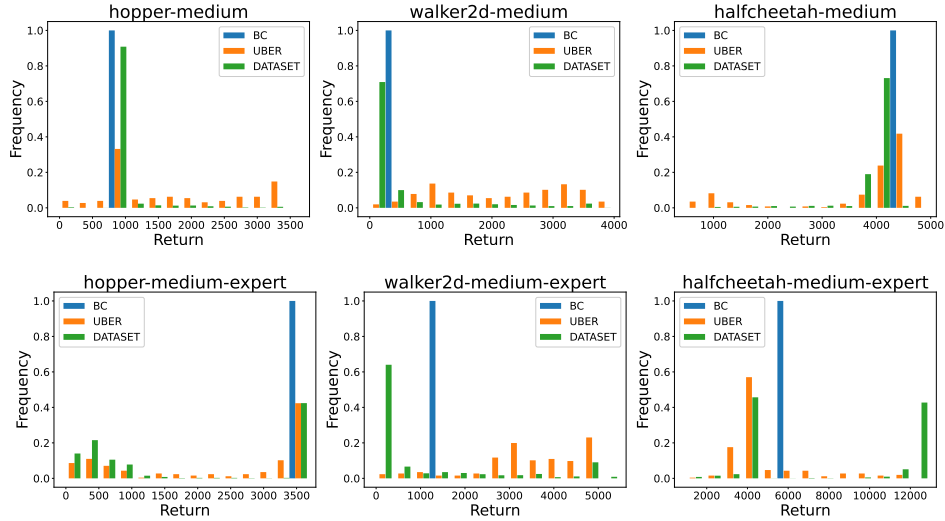 hopper-medium
1.0
0.8
0.6
0.4
0.2
0.0
Frequency
BC
UBER
DATASET
0 500 1000 1500 2000 2500 3000 3500
Return
walker2d-medium
1.0
0.8
0.6
0.4
0.2
0.0
Frequency
BC
UBER
DATASET
0 1000 2000 3000 4000
Return
halfcheetah-medium
1.0
0.8
0.6
0.4
0.2
0.0
Frequency
BC
UBER
DATASET
1000 2000 3000 4000 5000
Return
hopper-medium-expert
1.0
0.8
0.6
0.4
0.2
0.0
Frequency
BC
UBER
DATASET
0 500 1000 1500 2000 2500 3000 3500
Return
walker2d-medium-expert
1.0
0.8
0.6
0.4
0.2
0.0
Frequency
BC
UBER
DATASET
0 1000 2000 3000 4000 5000
Return
halfcheetah-medium-expert
1.0
0.8
0.6
0.4
0.2
0.0
Frequency
BC
UBER
DATASET
2000 4000 6000 8000 10000 12000
Return